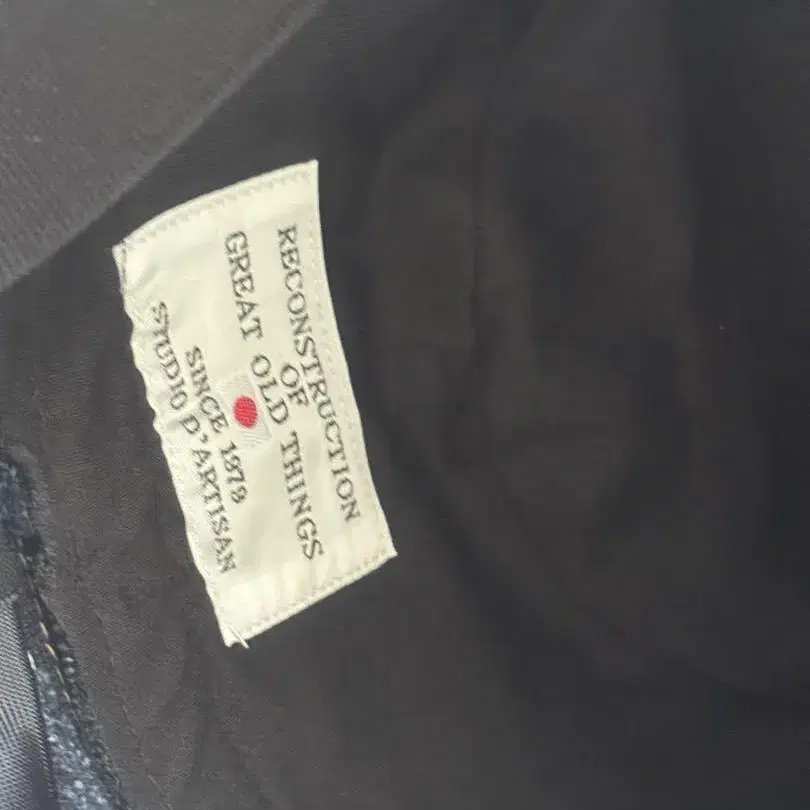 RECONSTRUCTION
OF
GREAT OLD THINGS
SINCE 1979
STUDIO D'ARTISAN